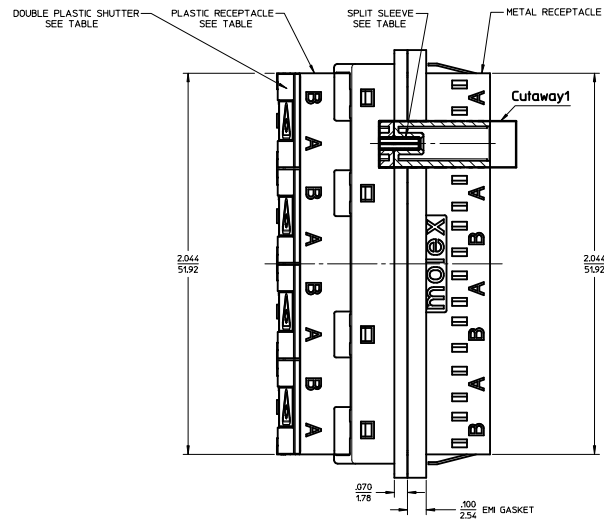 DOUBLE PLASTIC SHUTTER
SEE TABLE
PLASTIC RECEPTACLE
SEE TABLE
SPLIT SLEEVE
SEE TABLE
METAL RECEPTACLE
Cutaway1
B
A
B
A
B
A
B
A
A
A
B
A
B
A
B
molex
2.044
51.92
2.044
51.92
.070
1.78
.100
2.54
EMI GASKET